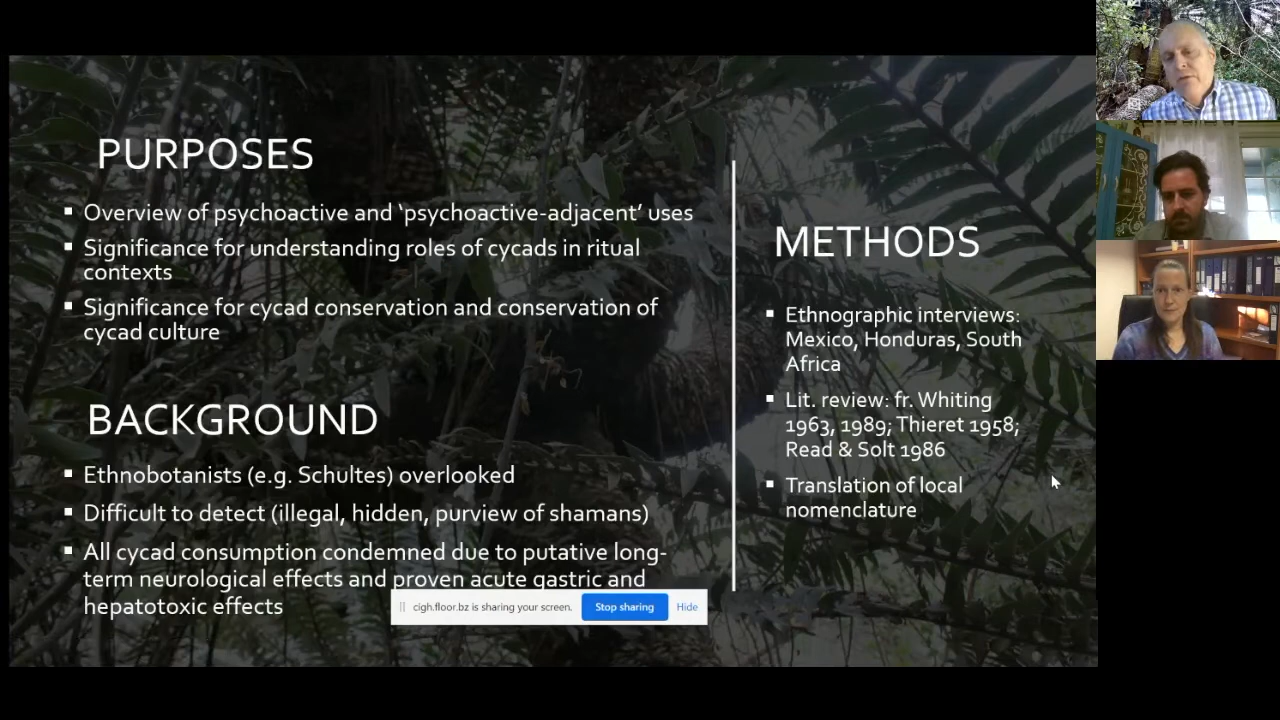 PURPOSES
▪ Overview of psychoactive and ‘psychoactive-adjacent’ uses
▪ Significance for understanding roles of cycads in ritual
contexts
▪ Significance for cycad conservation and conservation of
cycad culture
BACKGROUND
▪ Ethnobotanists (e.g. Schultes) overlooked
▪ Difficult to detect (illegal, hidden, purview of shamans)
▪ All cycad consumption condemned due to putative long-
term neurological effects and proven acute gastric and
hepatotoxic effects
METHODS
▪ Ethnographic interviews:
Mexico, Honduras, South
Africa
▪ Lit. review: fr. Whiting
1963, 1989; Thieret 1958;
Read & Solt 1986
▪ Translation of local
nomenclature
cigh.floor.bz is sharing your screen.
Stop sharing
Hide